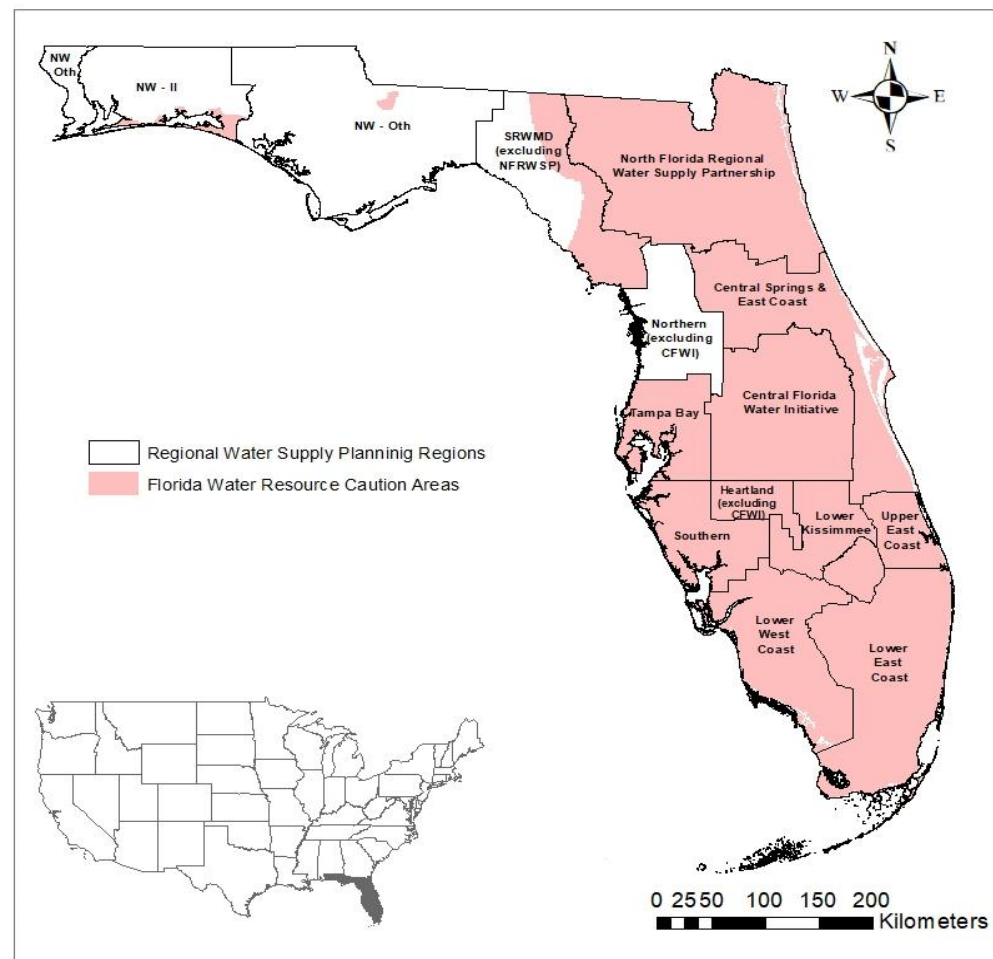 NW
Oth
NW - II
NW - Oth
SRWMD
(excluding
NFRWSP)
North Florida Regional
Water Supply Partnership
N
W
E
S
Central Springs &
East Coast
Northern
(excluding
CFWI)
Central Florida
Water Initiative
Tampa Bay
Regional Water Supply Planninig Regions
Florida Water Resource Caution Areas
Heartland
(excluding
CFWI)
Lower
Kissimmee
Upper
East
Coast
Southern
Lower
West
Coast
Lower
East
Coast
0 25 50 100 150 200
Kilometers